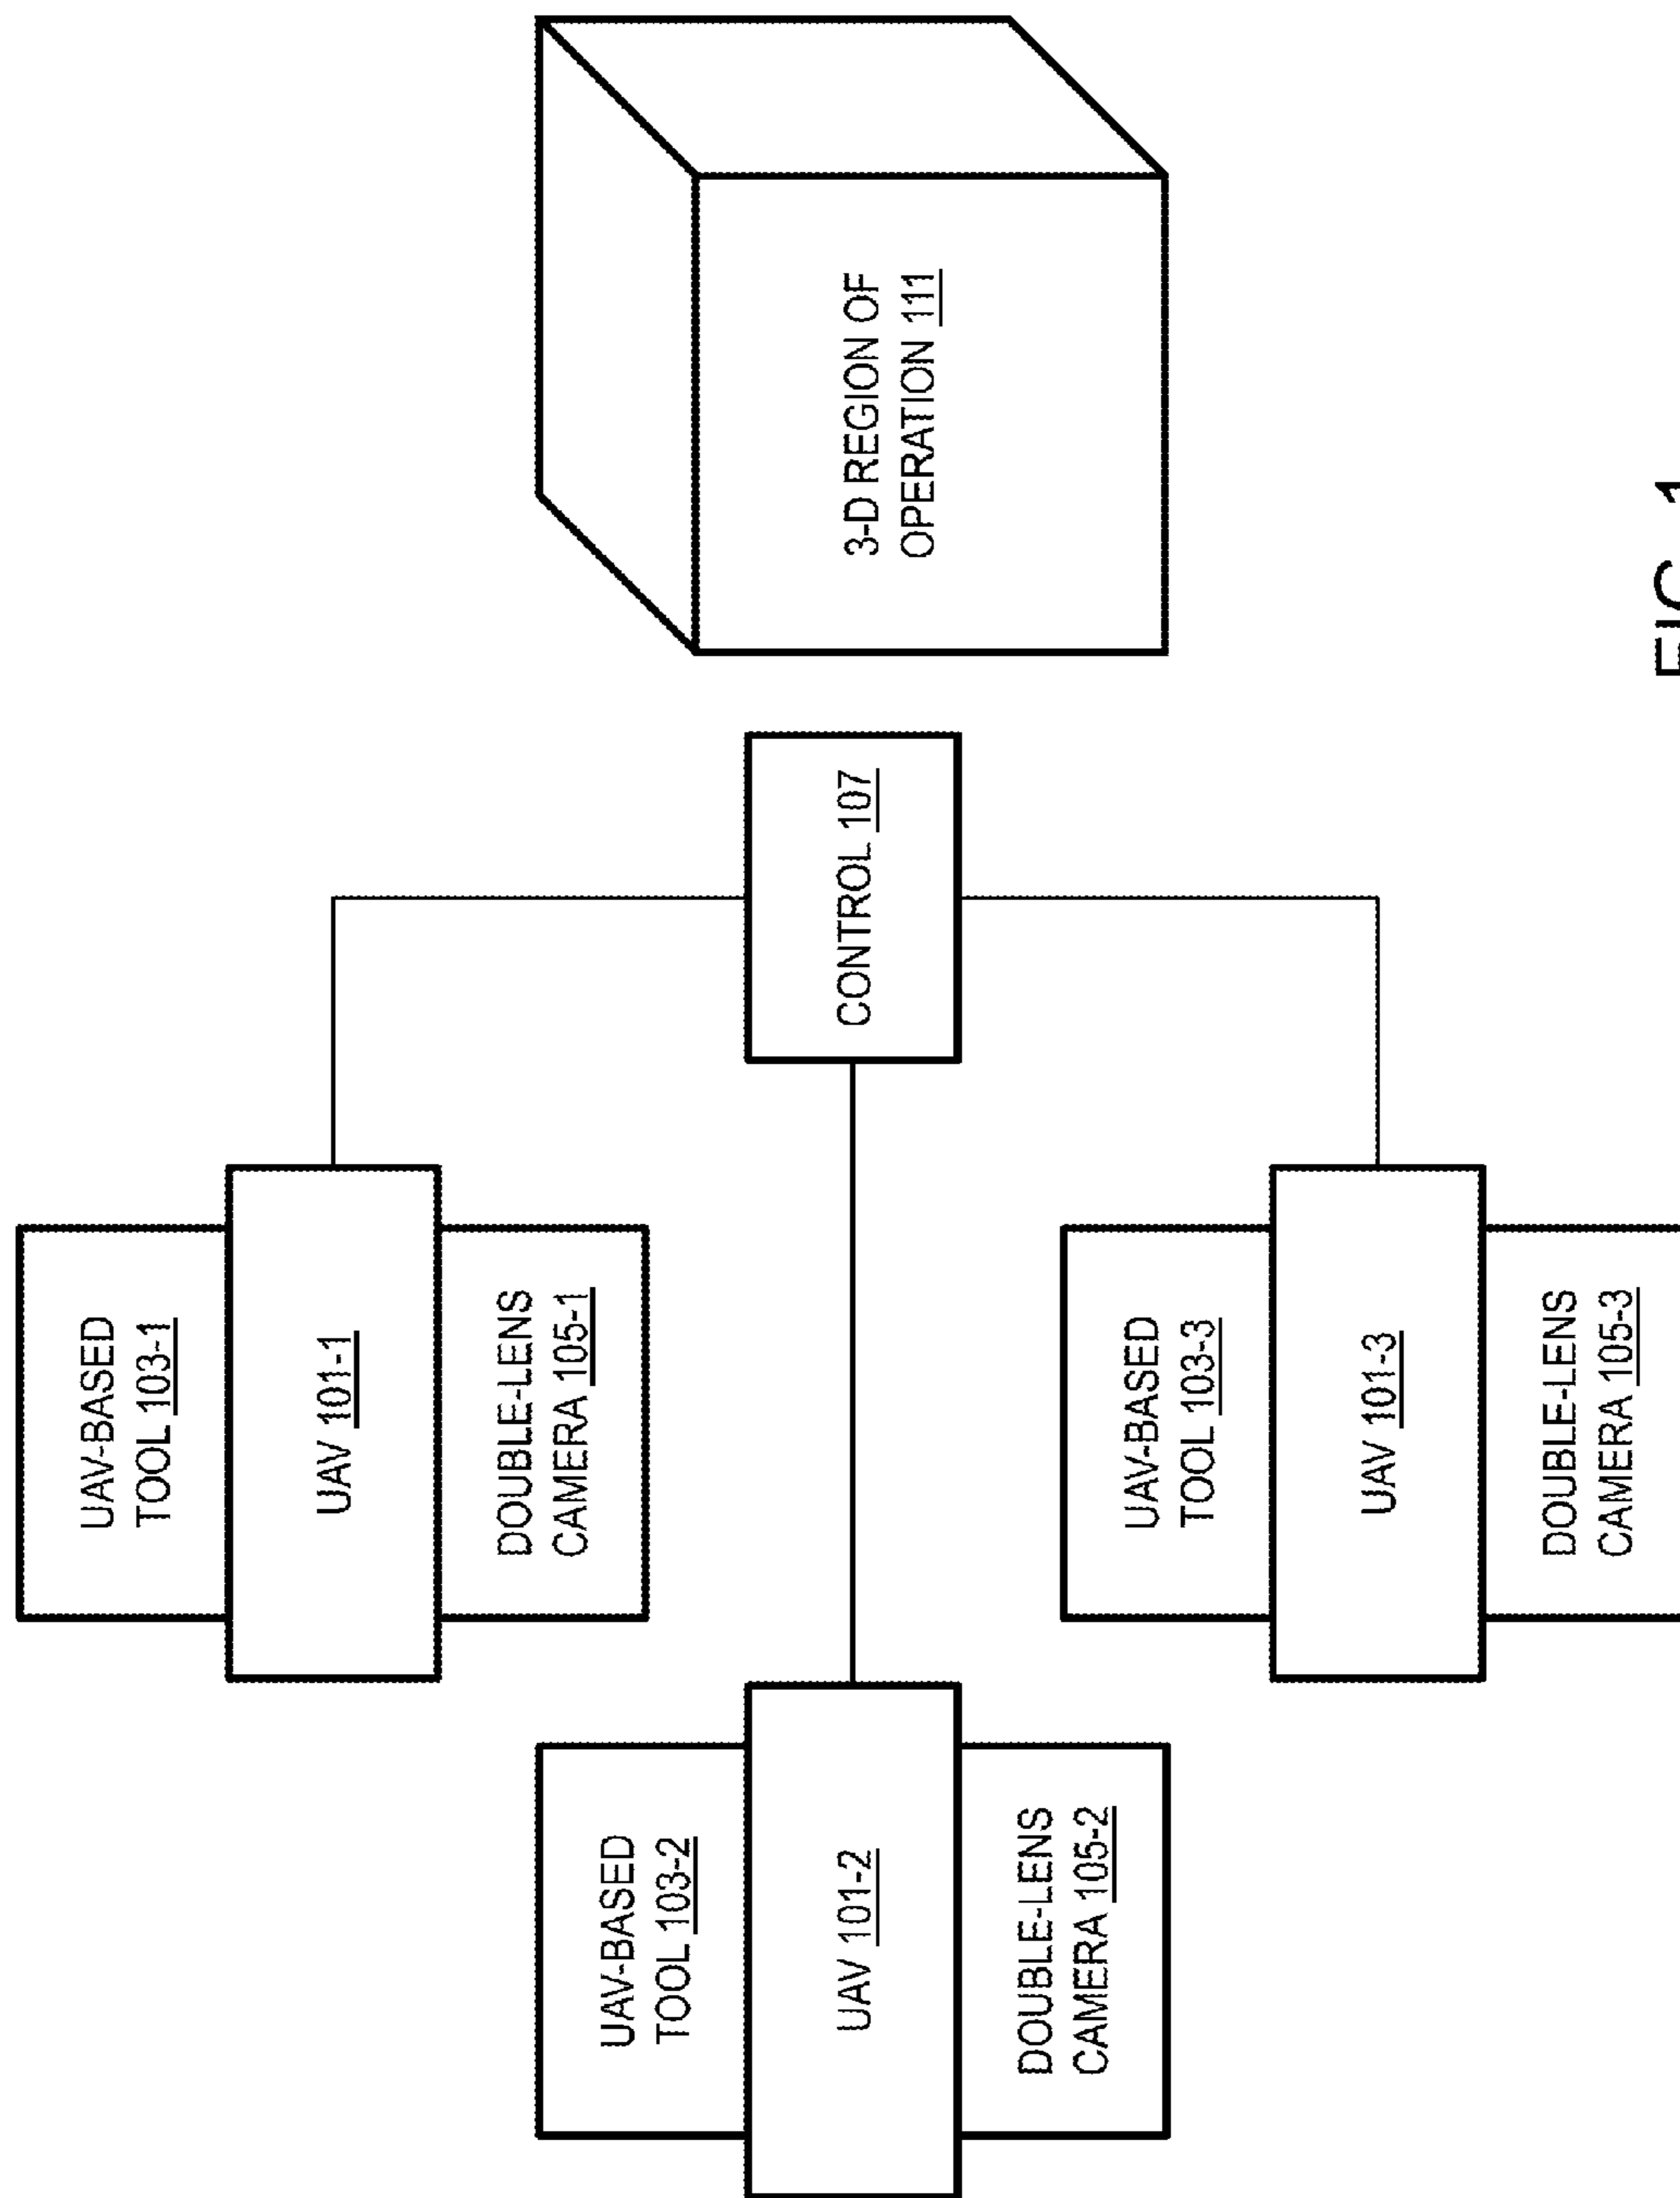 UAV-BASED
TOOL 103-1
UAV 101-1
DOUBLE-LENS
CAMERA 105-1
UAV-BASED
TOOL 103-2
UAV 101-2
DOUBLE-LENS
CAMERA 105-2
CONTROL 107
3-D REGION OF
OPERATION 111
UAV-BASED
TOOL 103-3
UAV 101-3
DOUBLE-LENS
CAMERA 105-3
FIG. 1